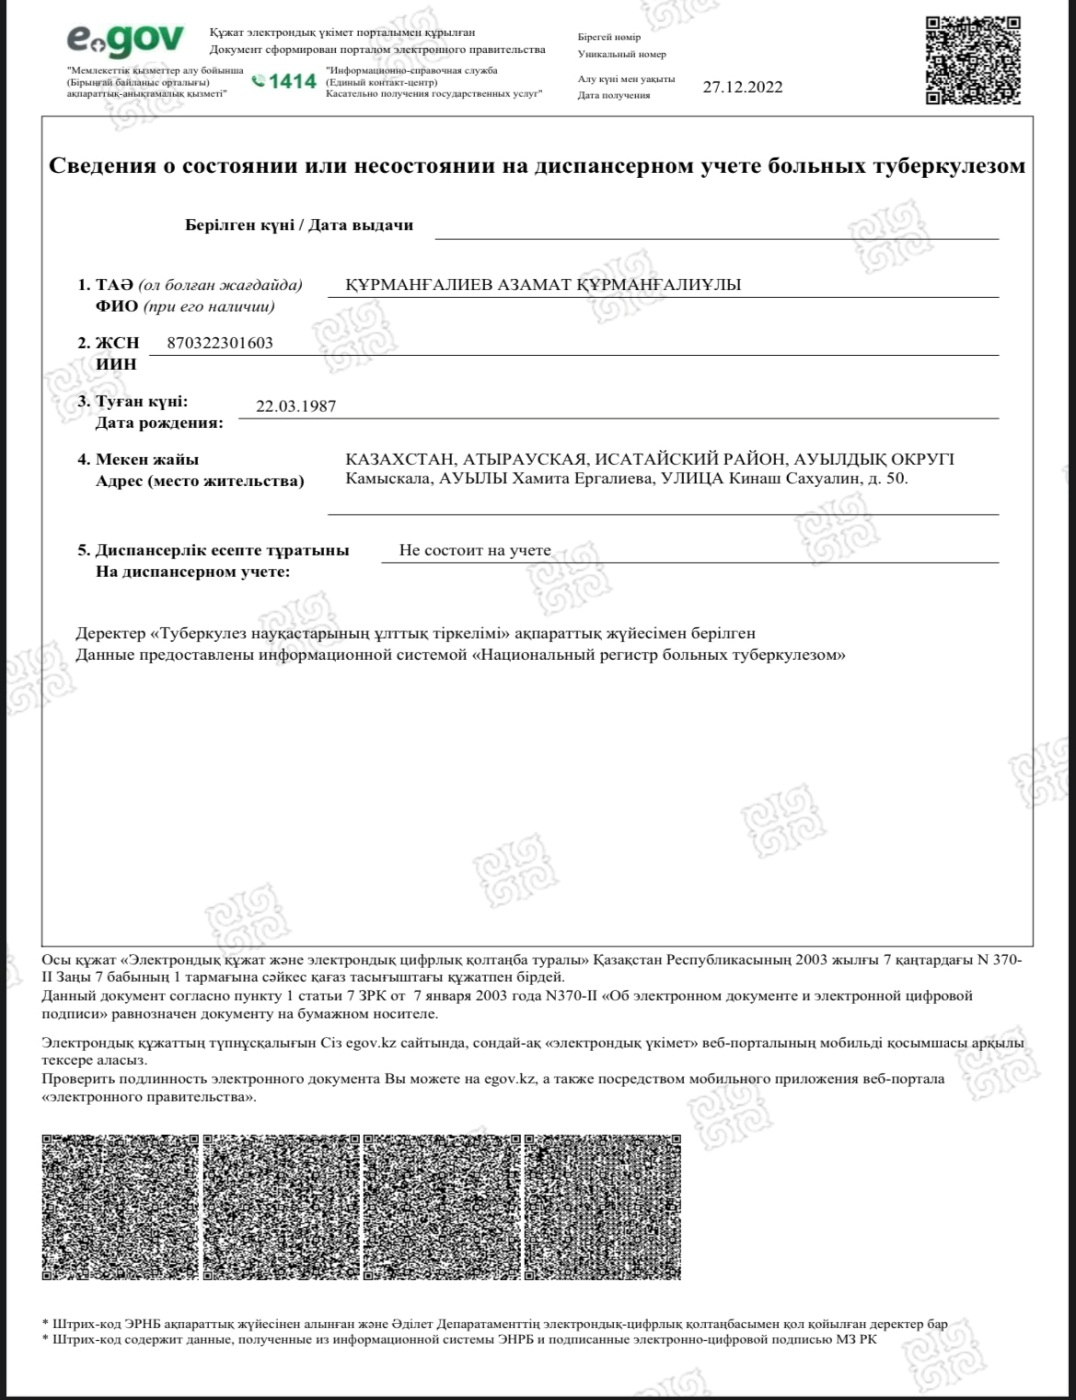 e.gov
Құжат электрондық үкімет порталымен құрылған
Документ сформирован порталом электронного правительства
"Мемлекеттік қызметтер алу бойынша
(Бірыңғай байланыс орталығы)
ақпараттық-анықтамалық қызметі"
1414
"Информационно-справочная служба
(Единый контакт-центр)
Касательно получения государственных услуг"
Бірегей нөмір
Уникальный номер
Алу күні мен уақыты
Дата получения
27.12.2022
Сведения о состоянии или несостоянии на диспансерном учете больных туберкулезом
Берілген күні / Дата выдачи
1. ТАӘ (ол болған жағдайда) ҚҰРМАНҒАЛИЕВ АЗАМАТ ҚҰРМАНҒАЛИҰЛЫ
ФИО (при его наличии)
2. ЖСН 870322301603
ИИН
3. Туған күні: 22.03.1987
Дата рождения:
4. Мекен жайы КАЗАХСТАН, АТЫРАУСКАЯ, ИСАТАЙСКИЙ РАЙОН, АУЫЛДЫҚ ОКРУГІ
Адрес (место жительства) Камыскала, АУЫЛЫ Хамита Ергалиева, УЛИЦА Кинаш Сахуалин, д. 50.
5. Диспансерлік есепте тұратыны Не состоит на учете
На диспансерном учете:
Деректер «Туберкулез науқастарының ұлттық тіркелімі» ақпараттық жүйесімен берілген
Данные предоставлены информационной системой «Национальный регистр больных туберкулезом»
Осы құжат «Электрондық құжат және электрондық цифрлық қолтаңба туралы» Қазақстан Республикасының 2003 жылғы 7 қаңтардағы N 370-
II Заңы 7 бабының 1 тармағына сәйкес қағаз тасығыштағы құжатпен бірдей.
Данный документ согласно пункту 1 статьи 7 ЗРК от 7 января 2003 года N370-II «Об электронном документе и электронной цифровой
подписи» равнозначен документу на бумажном носителе.
Электрондық құжаттың түпнұсқалығын Сіз egov.kz сайтында, сондай-ақ «электрондық үкімет» веб-порталының мобильді қосымшасы арқылы
тексере аласыз.
Проверить подлинность электронного документа Вы можете на egov.kz, а также посредством мобильного приложения веб-портала
«электронного правительства».
* Штрих-код ЭРНБ ақпараттық жүйесінен алынған және Әділет Депаратаменттің электрондық-цифрлық қолтаңбасымен қол қойылған деректер бар
* Штрих-код содержит данные, полученные из информационной системы ЭНРБ и подписанные электронно-цифровой подписью МЗ РК